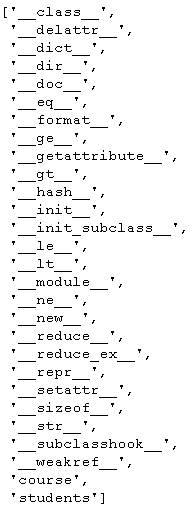 ['__class__',
'__delattr__',
'__dict__',
'__dir__',
'__doc__',
'__eq__',
'__format__',
'__ge__',
'__getattribute__',
'__gt__',
'__hash__',
'__init__',
'__init_subclass__',
'__le__',
'__lt__',
'__module__',
'__ne__',
'__new__',
'__reduce__',
'__reduce_ex__',
'__repr__',
'__setattr__',
'__sizeof__',
'__str__',
'__subclasshook__',
'__weakref__',
'course',
'students']